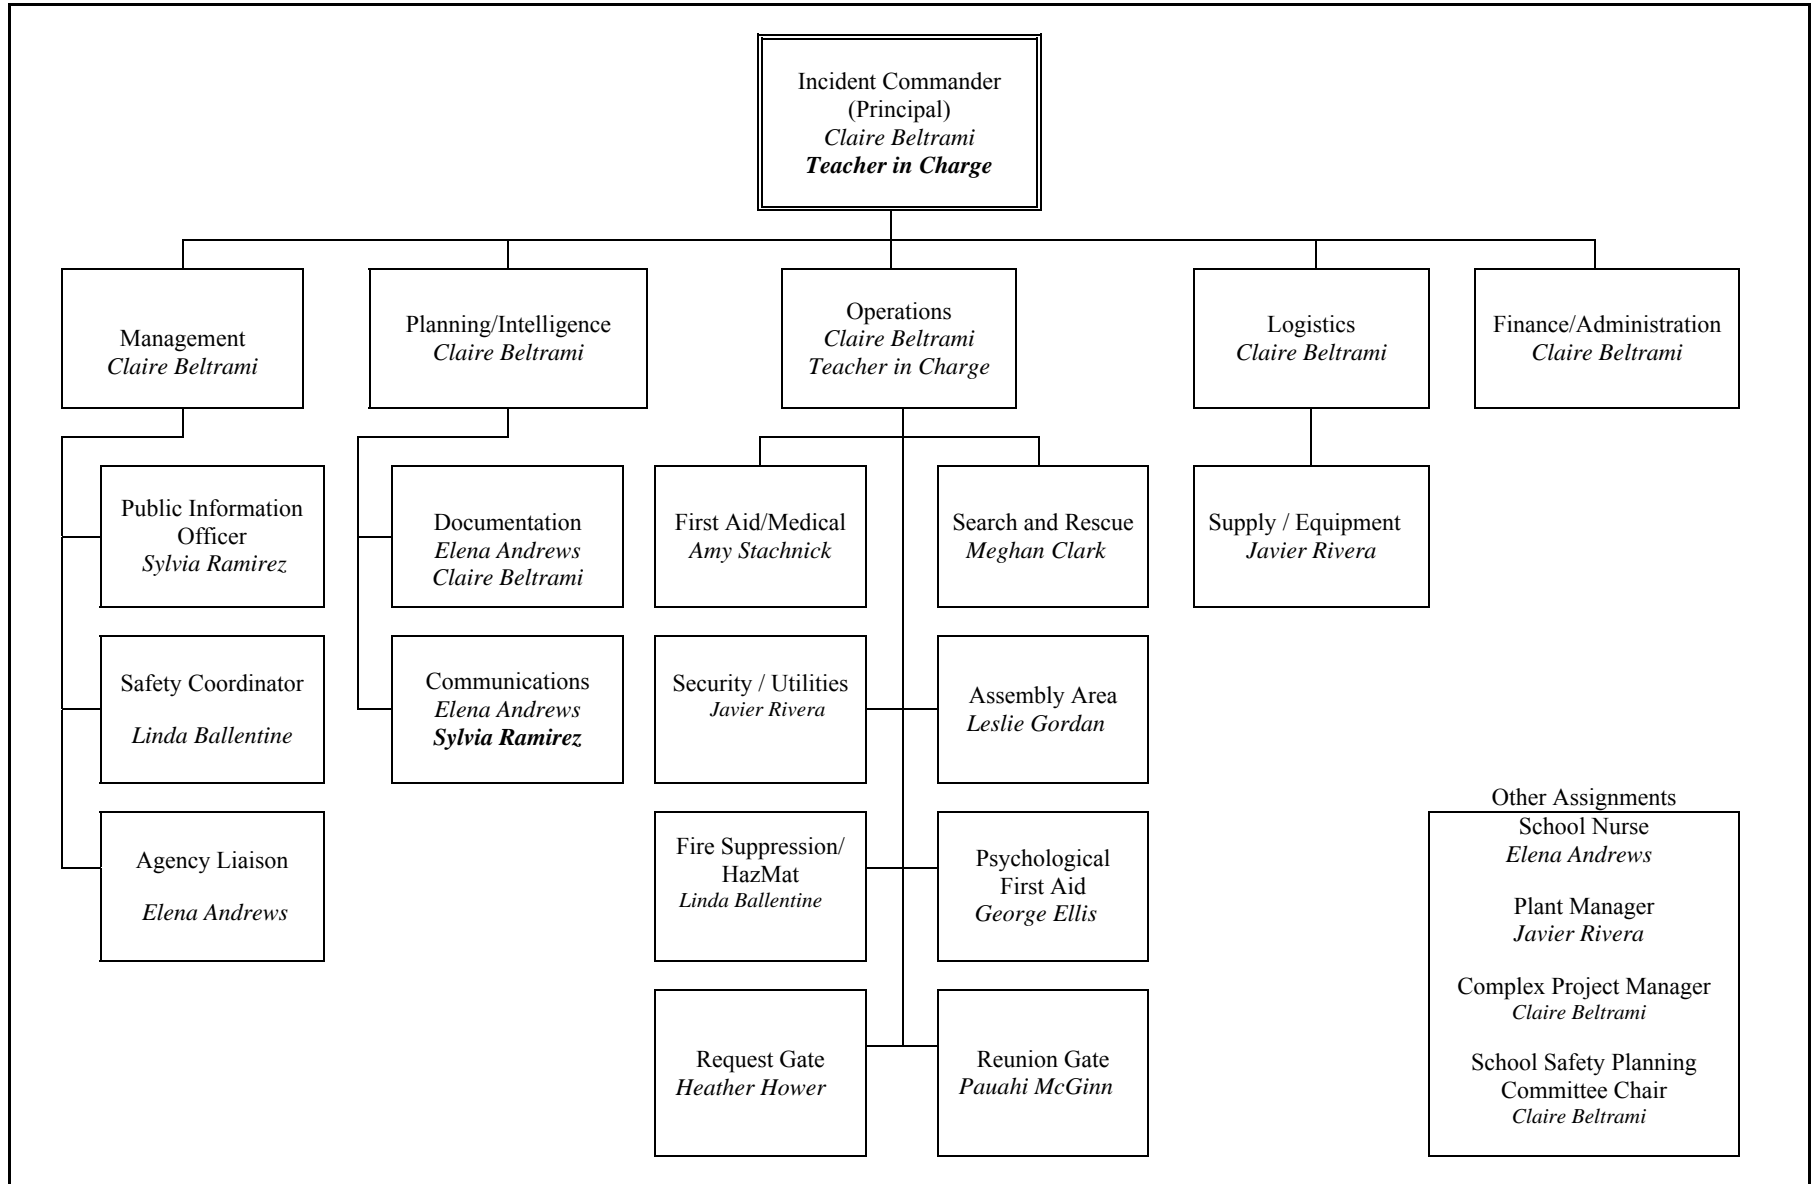 Incident Commander
(Principal)
Claire Beltrami
Teacher in Charge
Management
Claire Beltrami
Planning/Intelligence
Claire Beltrami
Operations
Claire Beltrami
Teacher in Charge
Logistics
Claire Beltrami
Finance/Administration
Claire Beltrami
Public Information
Officer
Sylvia Ramirez
Documentation
Elena Andrews
Claire Beltrami
First Aid/Medical
Amy Stachnick
Search and Rescue
Meghan Clark
Supply / Equipment
Javier Rivera
Safety Coordinator
Linda Ballentine
Communications
Elena Andrews
Sylvia Ramirez
Security / Utilities
Javier Rivera
Assembly Area
Leslie Gordan
Agency Liaison
Elena Andrews
Fire Suppression/
HazMat
Linda Ballentine
Psychological
First Aid
George Ellis
Request Gate
Heather Hower
Reunion Gate
Pauahi McGinn
Other Assignments
School Nurse
Elena Andrews
Plant Manager
Javier Rivera
Complex Project Manager
Claire Beltrami
School Safety Planning
Committee Chair
Claire Beltrami